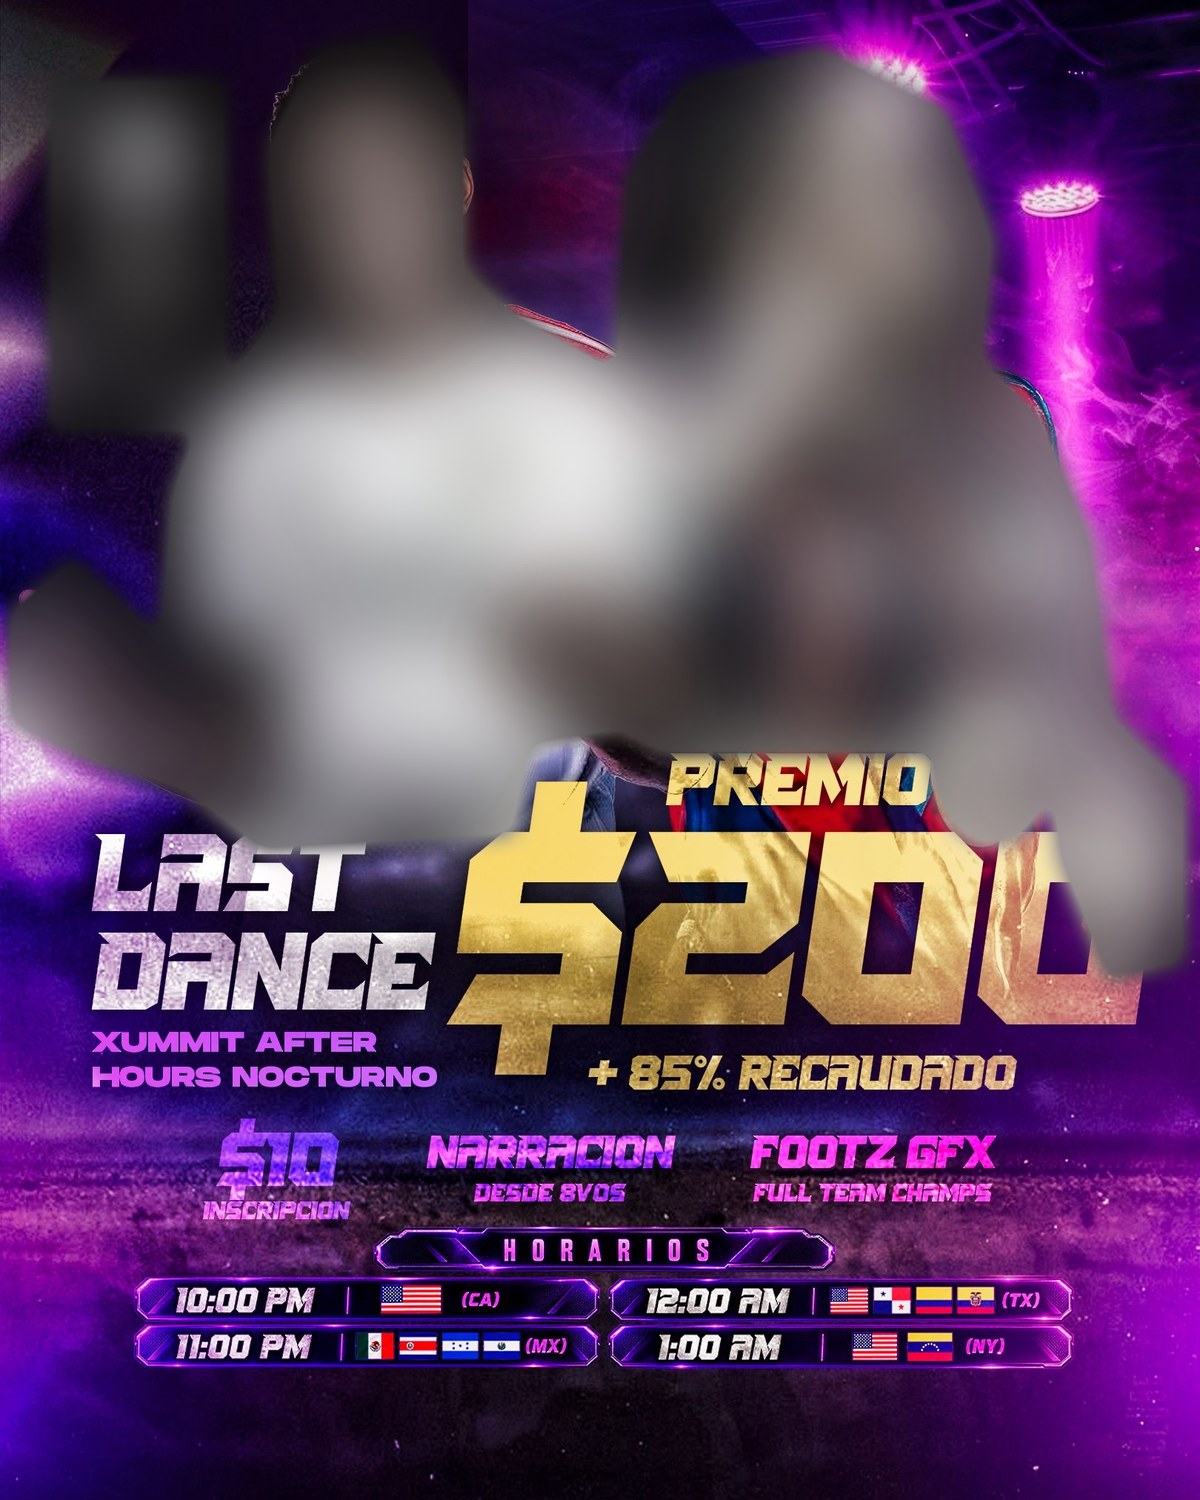 PREMIO
$200
+ 85% RECAUDADO
LAST
DANCE
XUMMIT AFTER
HOURS NOCTURNO
$10
INSCRIPCION
NARRACION
DESDE 8VOS
FOOTZ GFX
FULL TEAM CHAMPS
HORARIOS
10:00 PM (CA)
12:00 AM (TX)
11:00 PM (MX)
1:00 AM (NY)